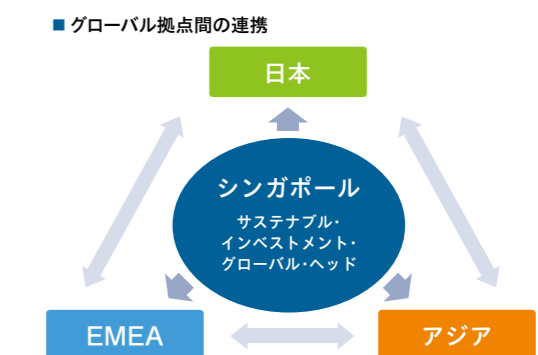 ■ グローバル拠点間の連携
日本
シンガポール
サステナブル・
インベストメント・
グローバル・ヘッド
EMEA
アジア